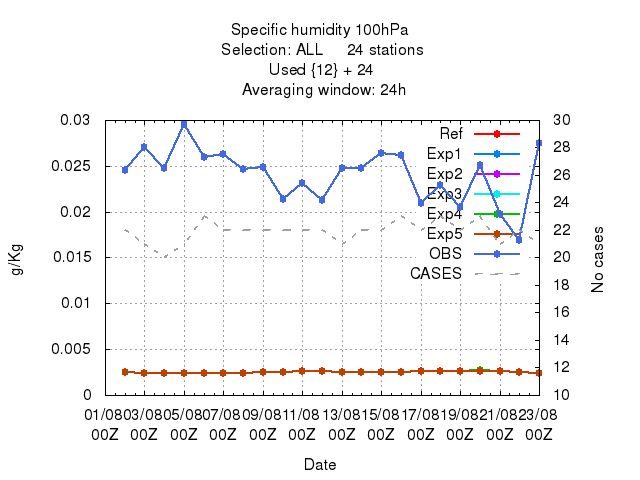 Specific humidity 100hPa
Selection: ALL 24 stations
Used {12} + 24
Averaging window: 24h
0.03
0.025
0.02
0.015
0.01
0.005
0
g/Kg
30
28
26
24
22
20
18
16
14
12
10
No cases
Ref
Exp1
Exp2
Exp3
Exp4
Exp5
OBS
CASES
01/08 03/08 05/08 07/08 09/08 11/08 13/08 15/08 17/08 19/08 21/08 23/08
00Z 00Z 00Z 00Z 00Z 00Z 00Z 00Z 00Z 00Z 00Z 00Z
Date